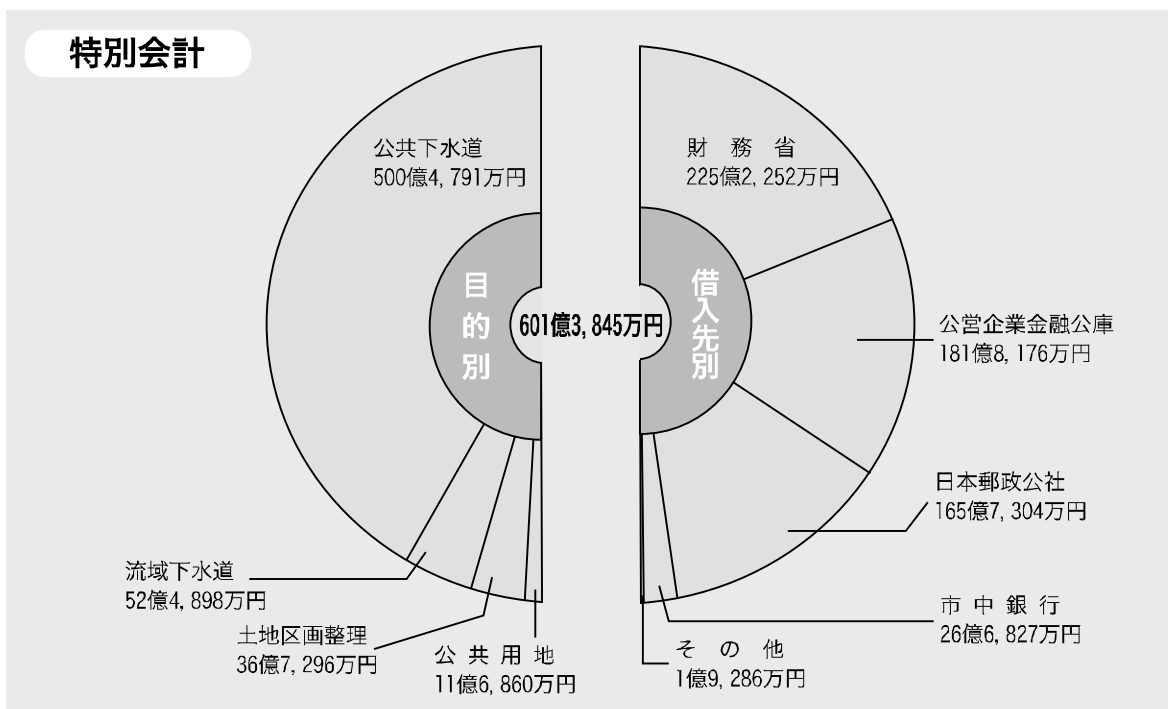 特別会計
公共下水道
500億4,791万円
流域下水道
52億4,898万円
土地区画整理
36億7,296万円
公共用地
11億6,860万円
目的別
601億3,845万円
借入先別
財務省
225億2,252万円
公営企業金融公庫
181億8,176万円
日本郵政公社
165億7,304万円
市中銀行
26億6,827万円
その他
1億9,286万円